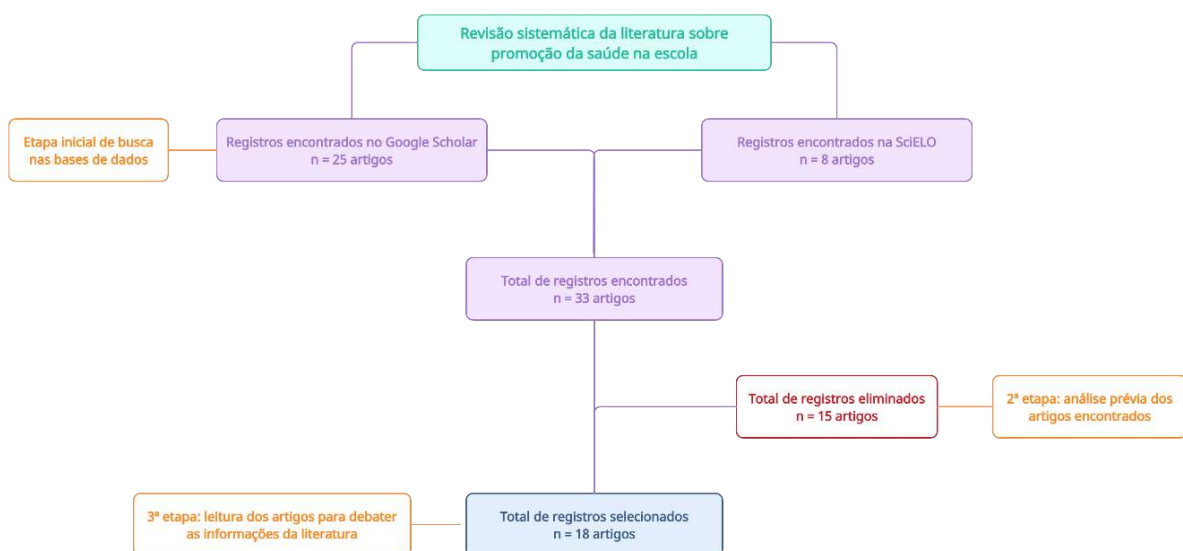 Revisão sistemática da literatura sobre
promoção da saúde na escola
Etapa inicial de busca
nas bases de dados
Registros encontrados no Google Scholar
n = 25 artigos
Registros encontrados na SciELO
n = 8 artigos
Total de registros encontrados
n = 33 artigos
Total de registros eliminados
n = 15 artigos
2ª etapa: análise prévia dos
artigos encontrados
3ª etapa: leitura dos artigos para debater
as informações da literatura
Total de registros selecionados
n = 18 artigos